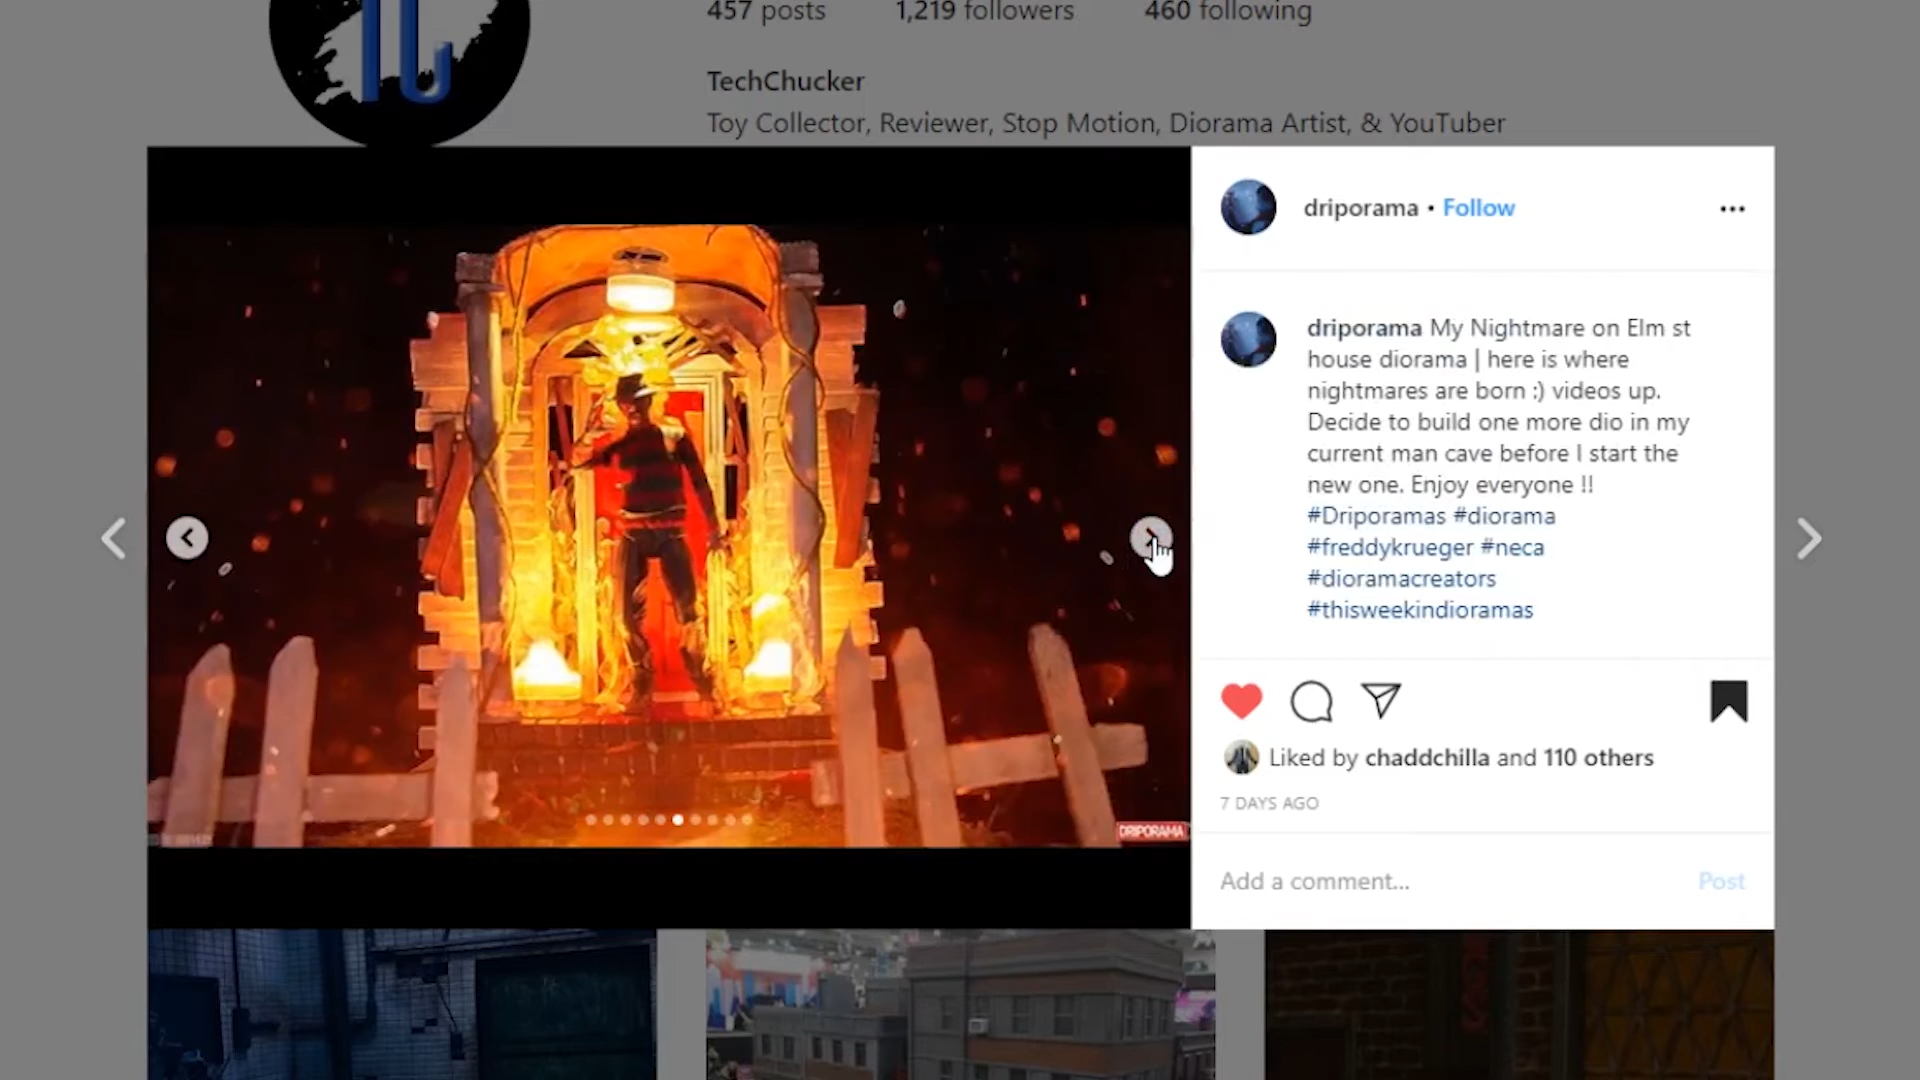 457 posts 1,219 followers 460 following
TechChucker
Toy Collector, Reviewer, Stop Motion, Diorama Artist, & YouTuber
driporama • Follow
driporama My Nightmare on Elm st
house diorama | here is where
nightmares are born :) videos up.
Decide to build one more dio in my
current man cave before I start the
new one. Enjoy everyone !!
#Driporamas #diorama
#freddykrueger #neca
#dioramacreators
#thisweekindioramas
Liked by chaddchilla and 110 others
7 DAYS AGO
DRIPORAMA
Add a comment... Post